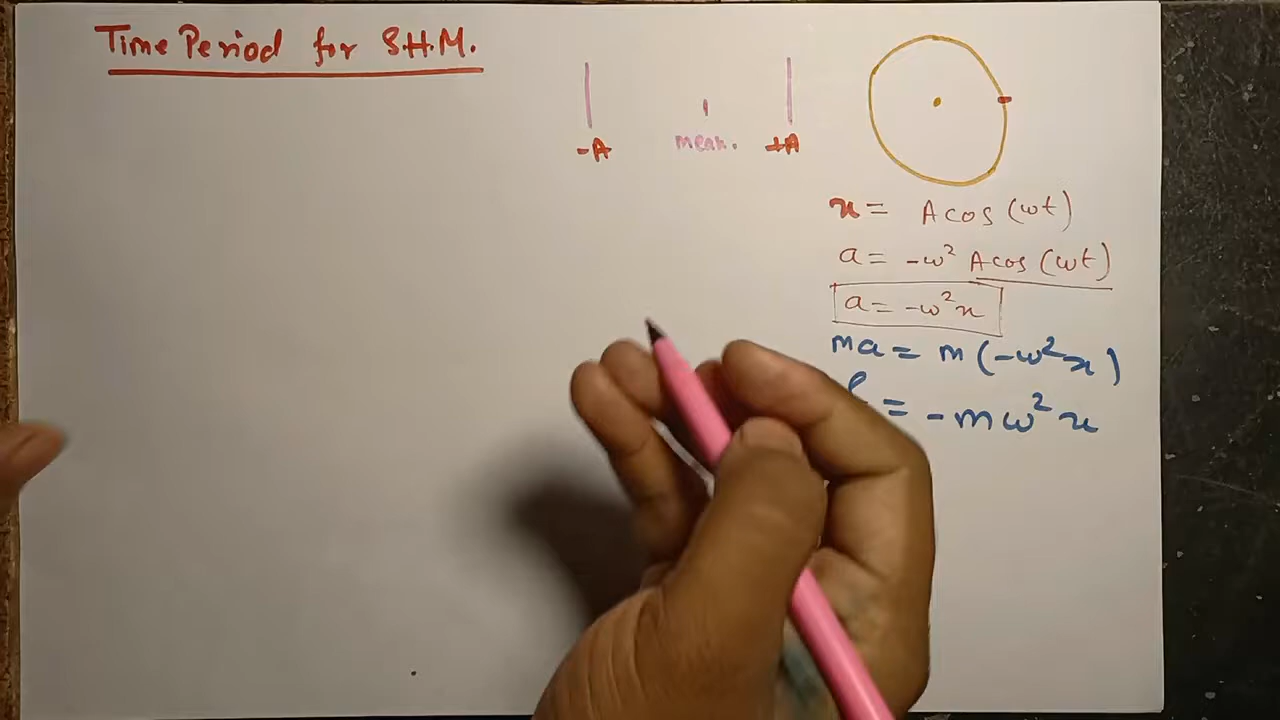 Time Period for S.H.M.
-A mean. +A
x = A cos (ωt)
a = -ω² A cos (ωt)
a = -ω²x
ma = m (-ω²x)
= -mω²x